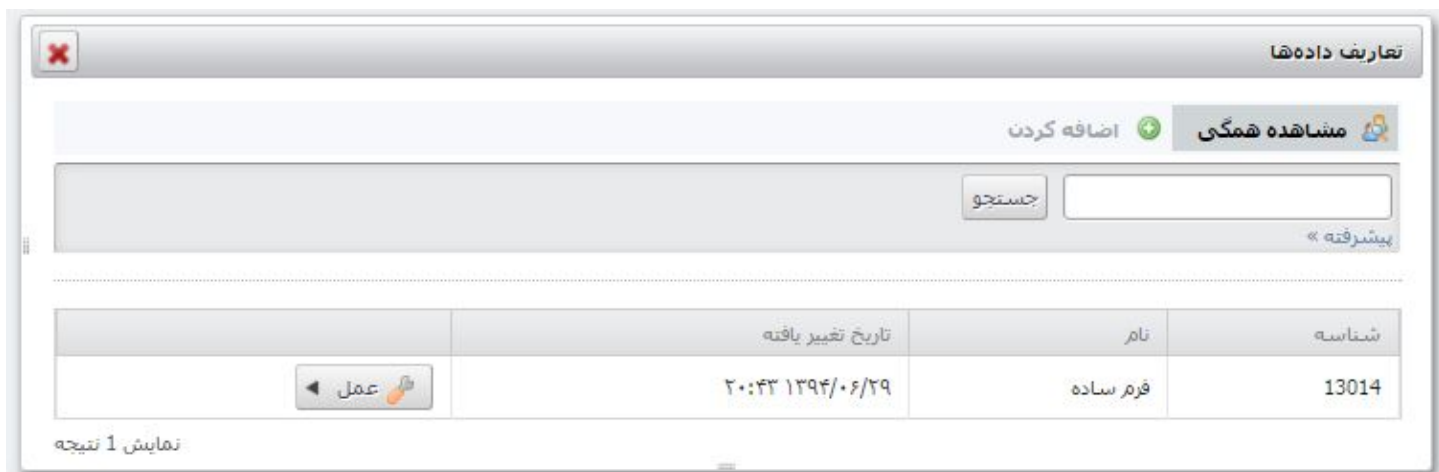 تعاریف داده‌ها
مشاهده همگی اضافه کردن
جستجو
پیشرفته »
شناسه نام تاریخ تغییر یافته
13014 فرم ساده ۱۳۹۴/۰۶/۲۹ ۲۰:۴۳ عمل
نمایش 1 نتیجه